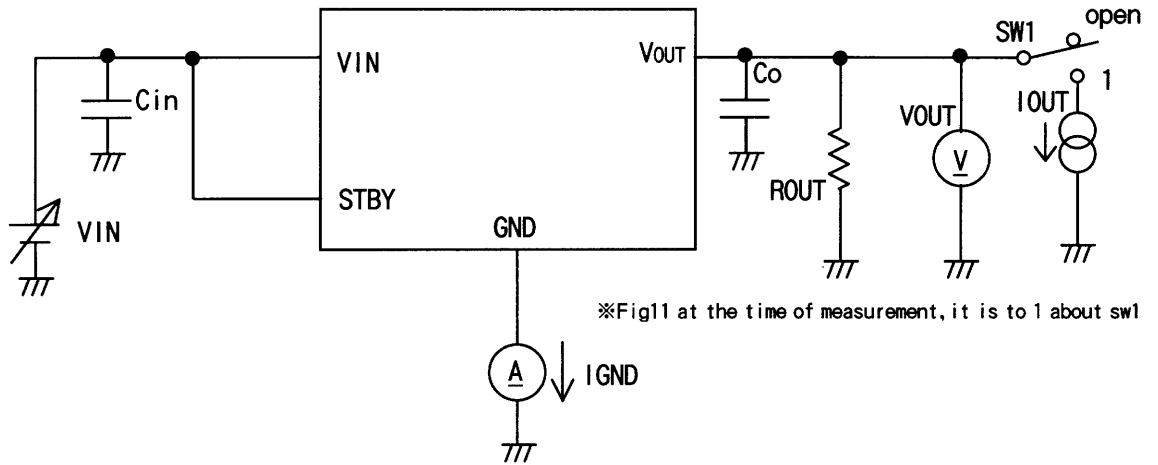 open
SW1
VIN
VOUT
Co
Cin
1
IOUT
VOUT
V
ROUT
STBY
VIN
GND
※Fig11 at the time of measurement, it is to 1 about sw1
A
IGND